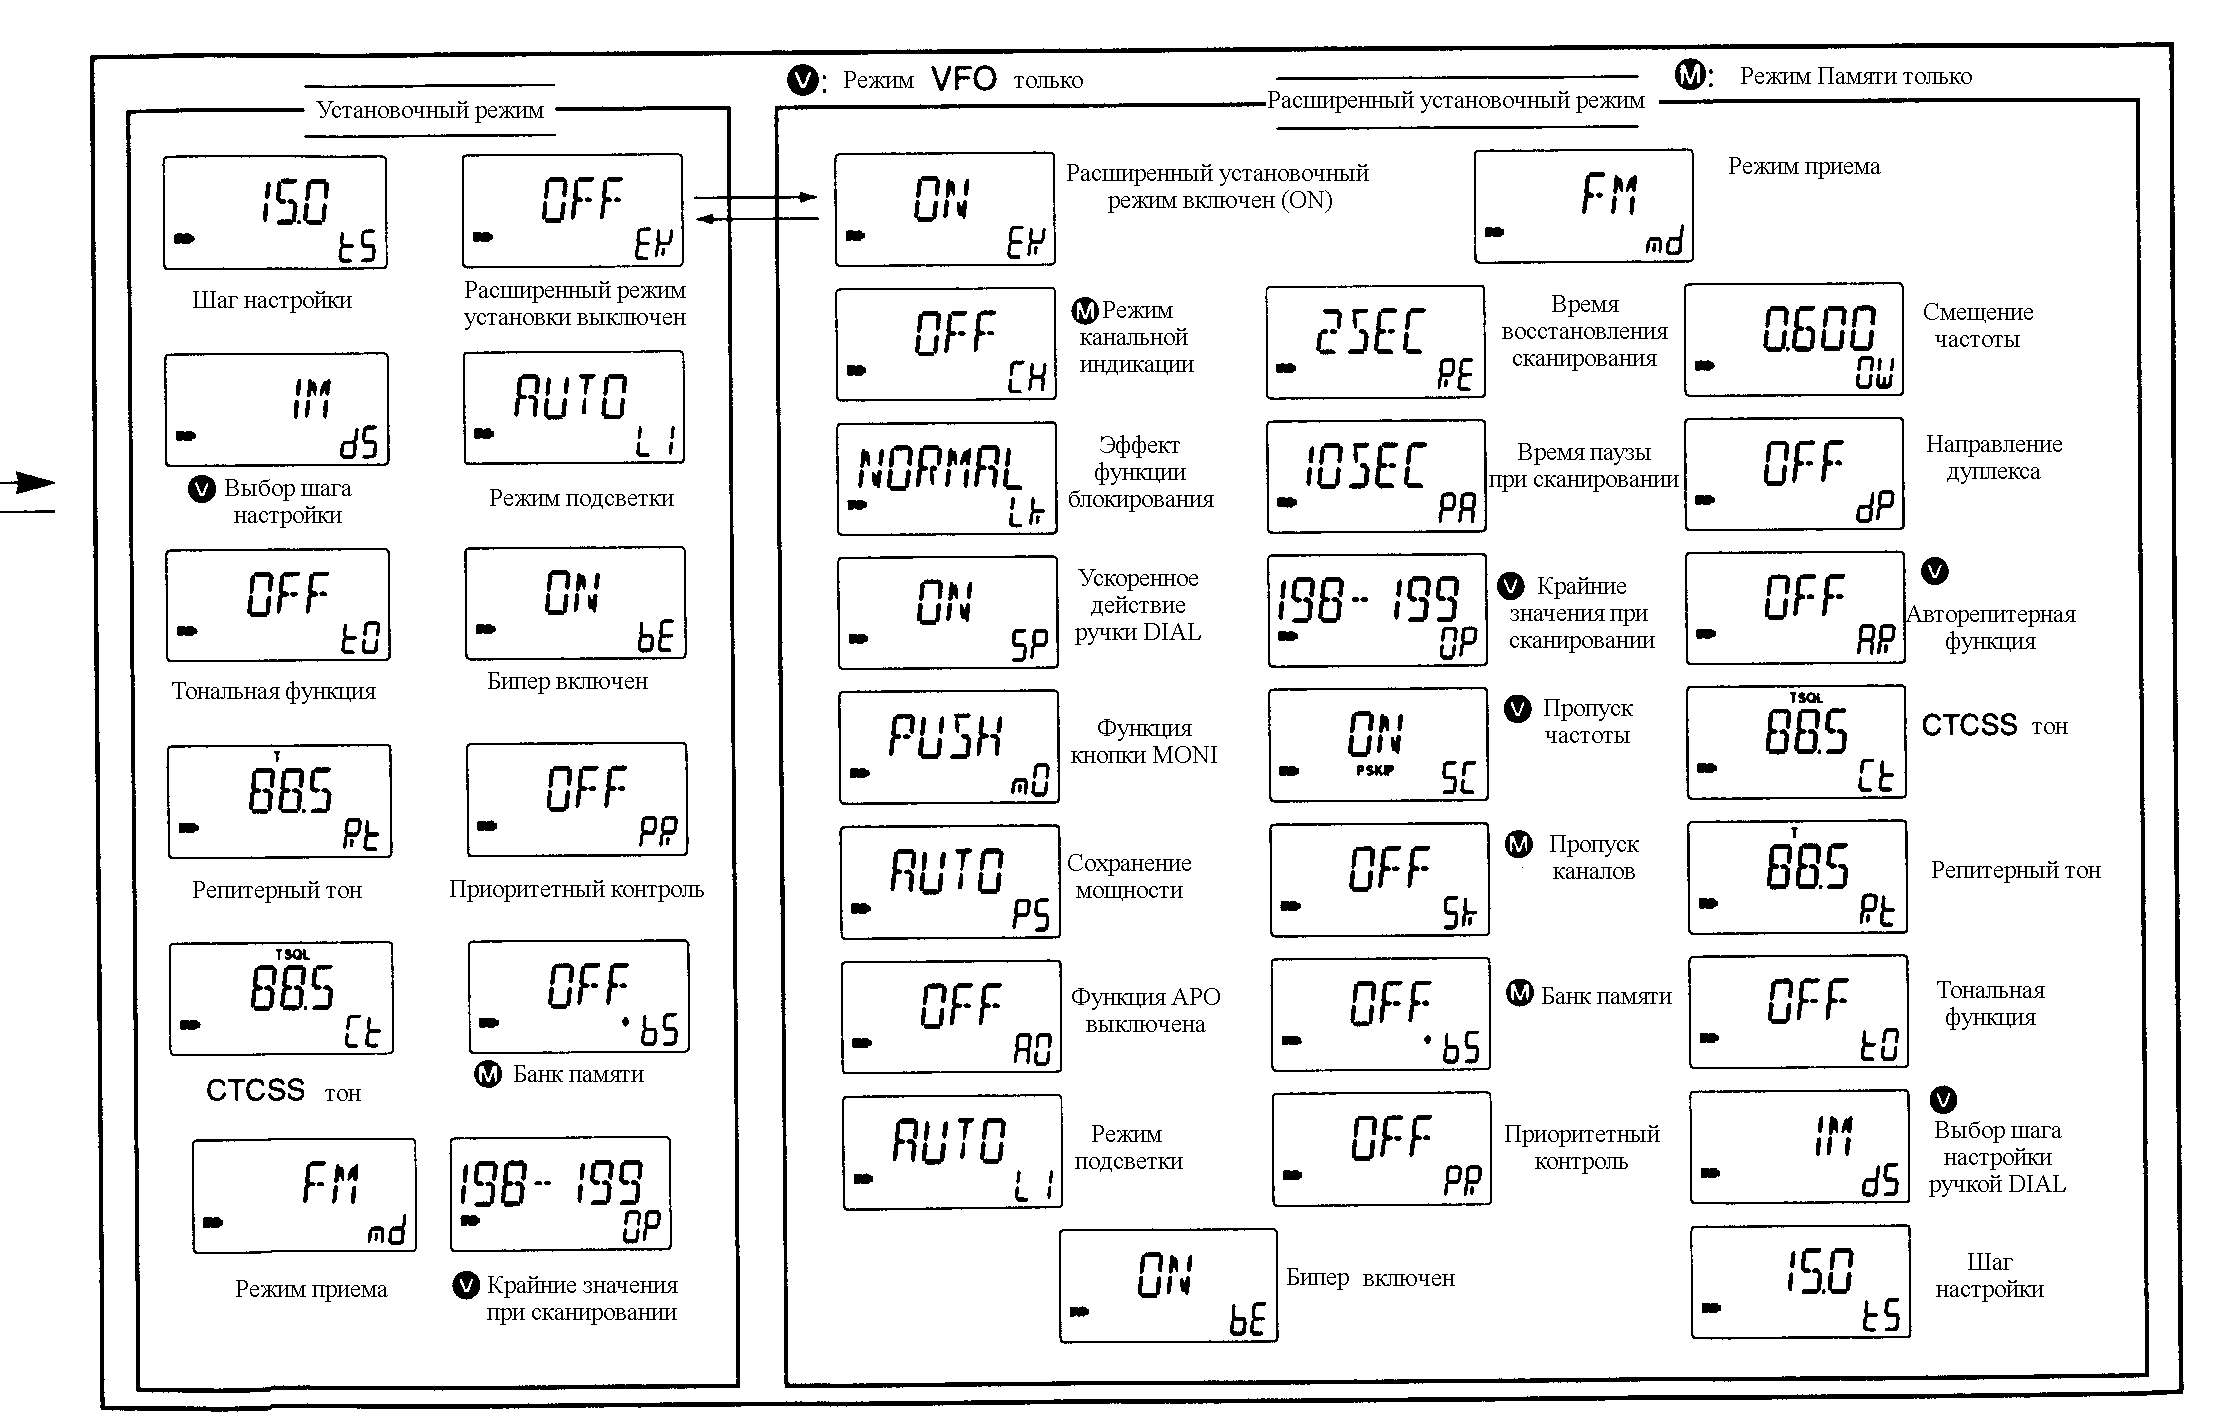 V: Режим VFO только
M: Режим Памяти только
Установочный режим
15.0
tS
Шаг настройки
OFF
EX
Расширенный режим
установки выключен
1M
dS
V Выбор шага
настройки
AUTO
LI
Режим подсветки
OFF
tO
Тональная функция
ON
bE
Бипер включен
T
88.5
Rt
Репитерный тон
OFF
PR
Приоритетный контроль
TSQL
88.5
Ct
CTCSS тон
OFF
bS
M Банк памяти
FM
md
Режим приема
198-199
OP
V Крайние значения
при сканировании
Расширенный установочный режим
ON
EX
Расширенный установочный
режим включен (ON)
OFF
CH
M Режим
канальной
индикации
NORMAL
Lk
Эффект
функции
блокирования
ON
SP
Ускоренное
действие
ручки DIAL
PUSH
mO
Функция
кнопки MONI
AUTO
PS
Сохранение
мощности
OFF
AO
Функция APO
выключена
AUTO
LI
Режим
подсветки
ON
bE
Бипер включен
FM
md
Режим приема
2SEC
RE
Время
восстановления
сканирования
10SEC
PA
Время паузы
при сканировании
198-199
OP
V Крайние
значения при
сканировании
ON
PSKIP
SC
V Пропуск
частоты
OFF
Sk
M Пропуск
каналов
OFF
bS
M Банк памяти
OFF
PR
Приоритетный
контроль
0.600
OW
Смещение
частоты
OFF
dP
Направление
дуплекса
OFF
AR
V
Авторепитерная
функция
TSQL
88.5
Ct
CTCSS тон
T
88.5
Rt
Репитерный тон
OFF
tO
Тональная
функция
1M
dS
V
Выбор шага
настройки
ручкой DIAL
15.0
tS
Шаг
настройки